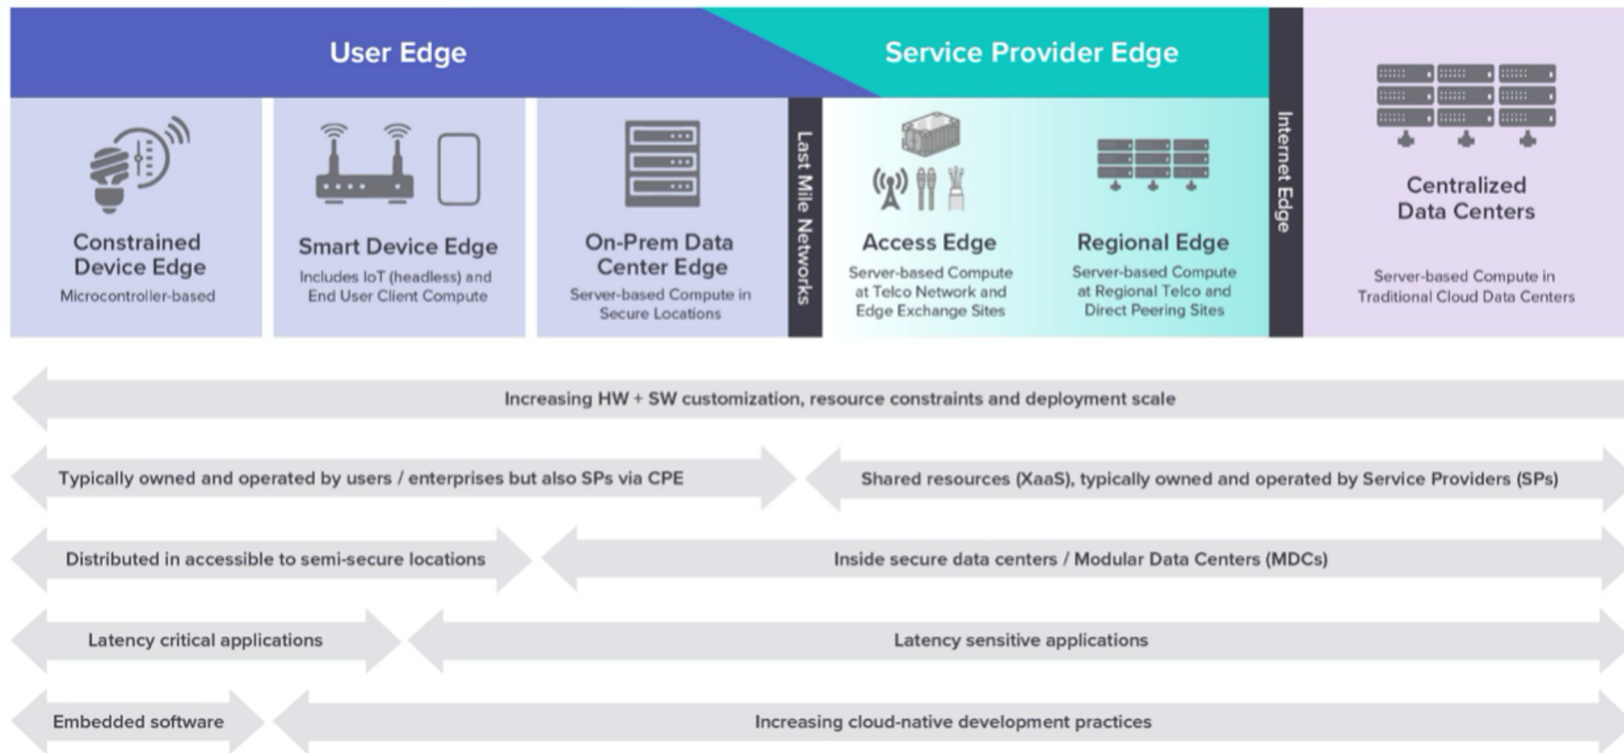 User Edge
Service Provider Edge
Constrained
Device Edge
Microcontroller-based
Smart Device Edge
Includes IoT (headless) and
End User Client Compute
On-Prem Data
Center Edge
Server-based Compute in
Secure Locations
Last Mile Networks
Access Edge
Server-based Compute
at Telco Network and
Edge Exchange Sites
Regional Edge
Server-based Compute
at Regional Telco and
Direct Peering Sites
Internet Edge
Centralized
Data Centers
Server-based Compute in
Traditional Cloud Data Centers
Increasing HW + SW customization, resource constraints and deployment scale
Typically owned and operated by users / enterprises but also SPs via CPE
Shared resources (XaaS), typically owned and operated by Service Providers (SPs)
Distributed in accessible to semi-secure locations
Inside secure data centers / Modular Data Centers (MDCs)
Latency critical applications
Latency sensitive applications
Embedded software
Increasing cloud-native development practices